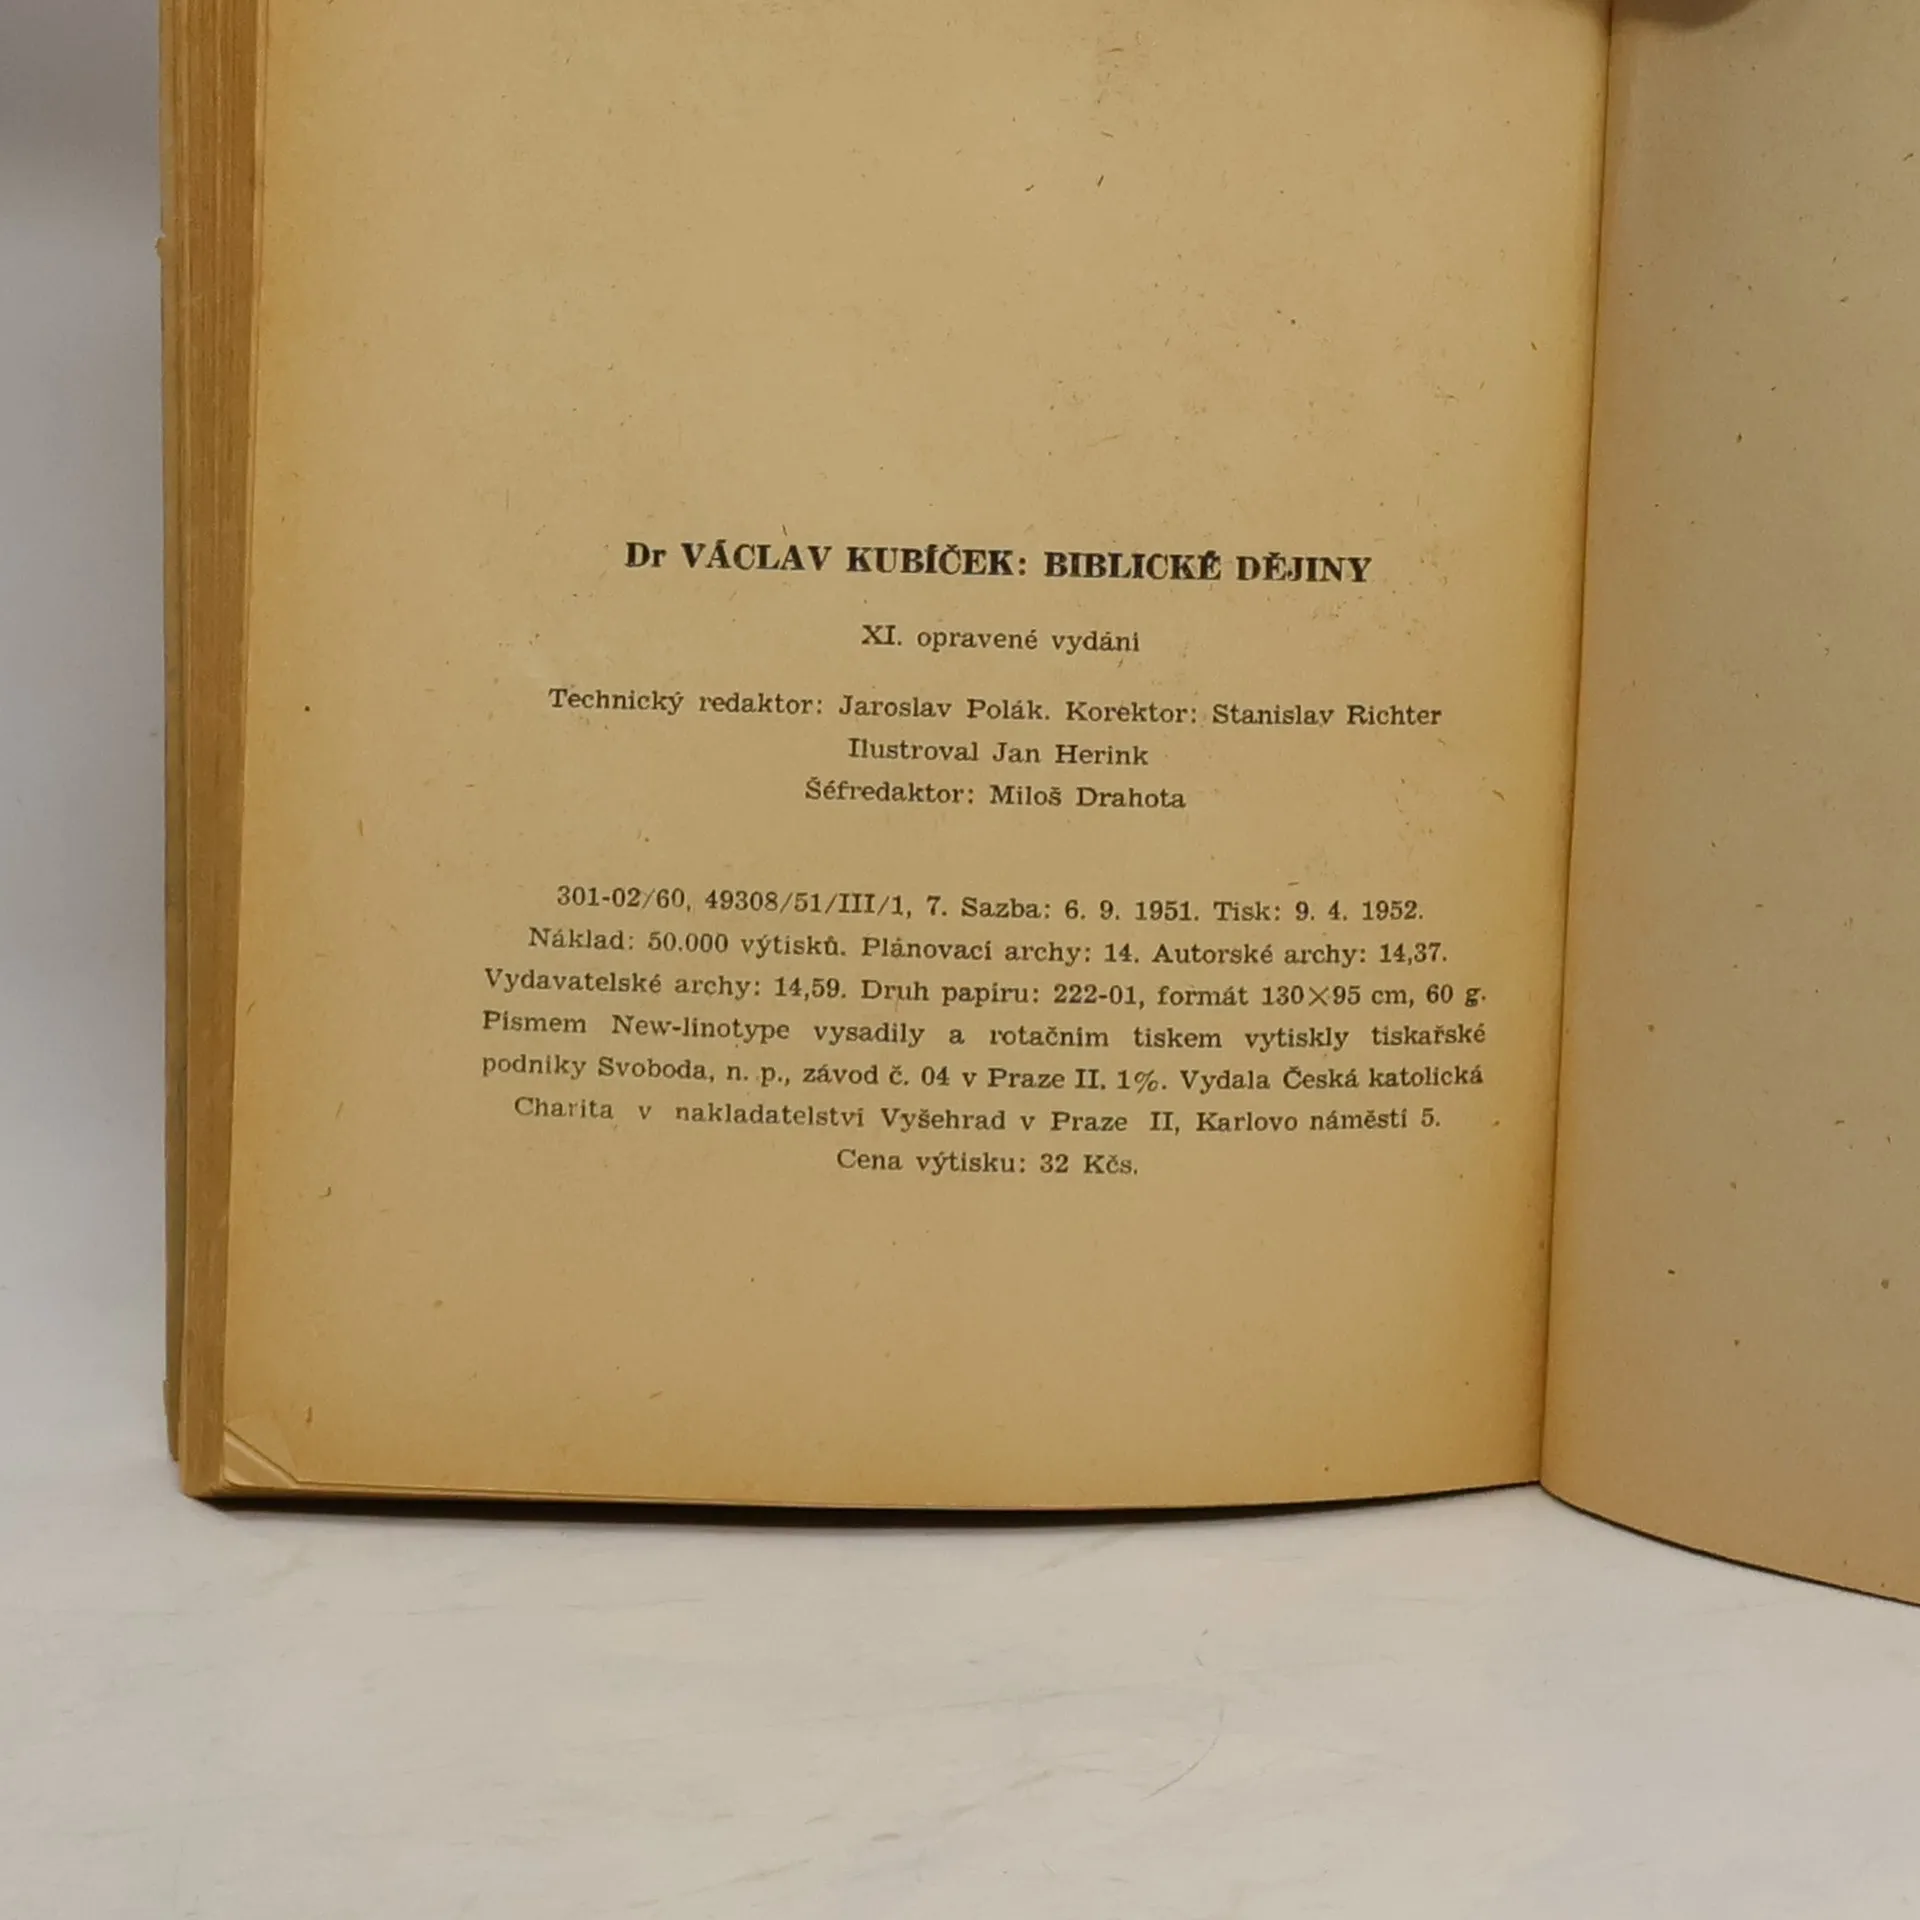 Dr VÁCLAV KUBÍČEK: BIBLICKÉ DĚJINY
XI. opravené vydání
Technický redaktor: Jaroslav Polák. Korektor: Stanislav Richter
Ilustroval Jan Herink
Šéfredaktor: Miloš Drahota
301-02/60, 49308/51/III/1, 7. Sazba: 6. 9. 1951. Tisk: 9. 4. 1952.
Náklad: 50.000 výtisků. Plánovací archy: 14. Autorské archy: 14,37.
Vydavatelské archy: 14,59. Druh papíru: 222-01, formát 130×95 cm, 60 g.
Písmem New-linotype vysadily a rotačním tiskem vytiskly tiskařské
podniky Svoboda, n. p., závod č. 04 v Praze II. 1%. Vydala Česká katolická
Charita v nakladatelství Vyšehrad v Praze II, Karlovo náměstí 5.
Cena výtisku: 32 Kčs.